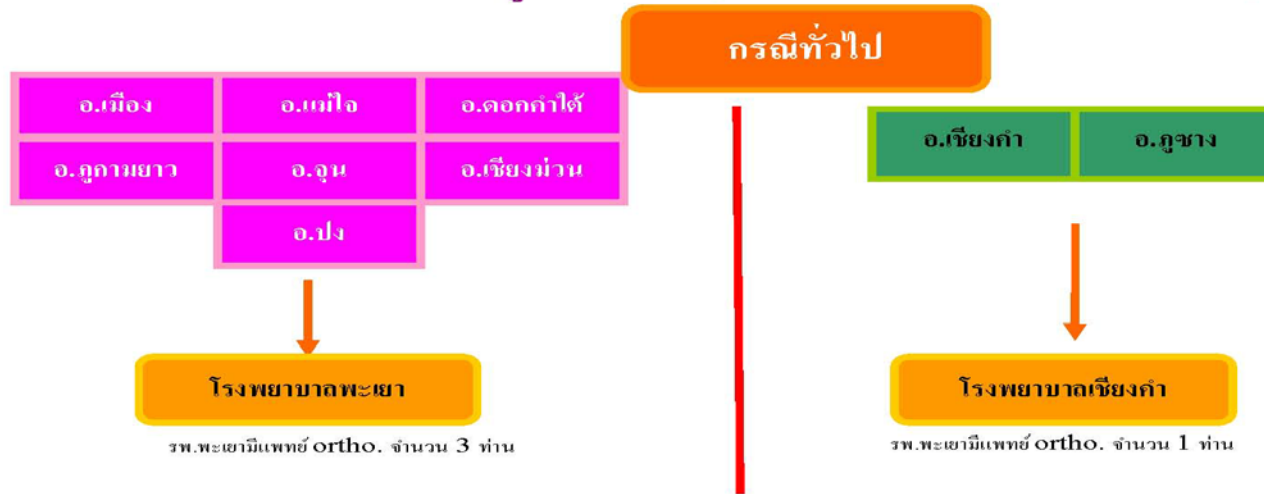 กรณีทั่วไป
อ.เมือง อ.แม่ใจ อ.ดอกคำใต้
อ.ภูกามยาว อ.จุน อ.เชียงม่วน
อ.ปง
อ.เชียงคำ อ.ภูซาง
โรงพยาบาลพะเยา
รพ.พะเยามีแพทย์ ortho. จำนวน 3 ท่าน
โรงพยาบาลเชียงคำ
รพ.พะเยามีแพทย์ ortho. จำนวน 1 ท่าน